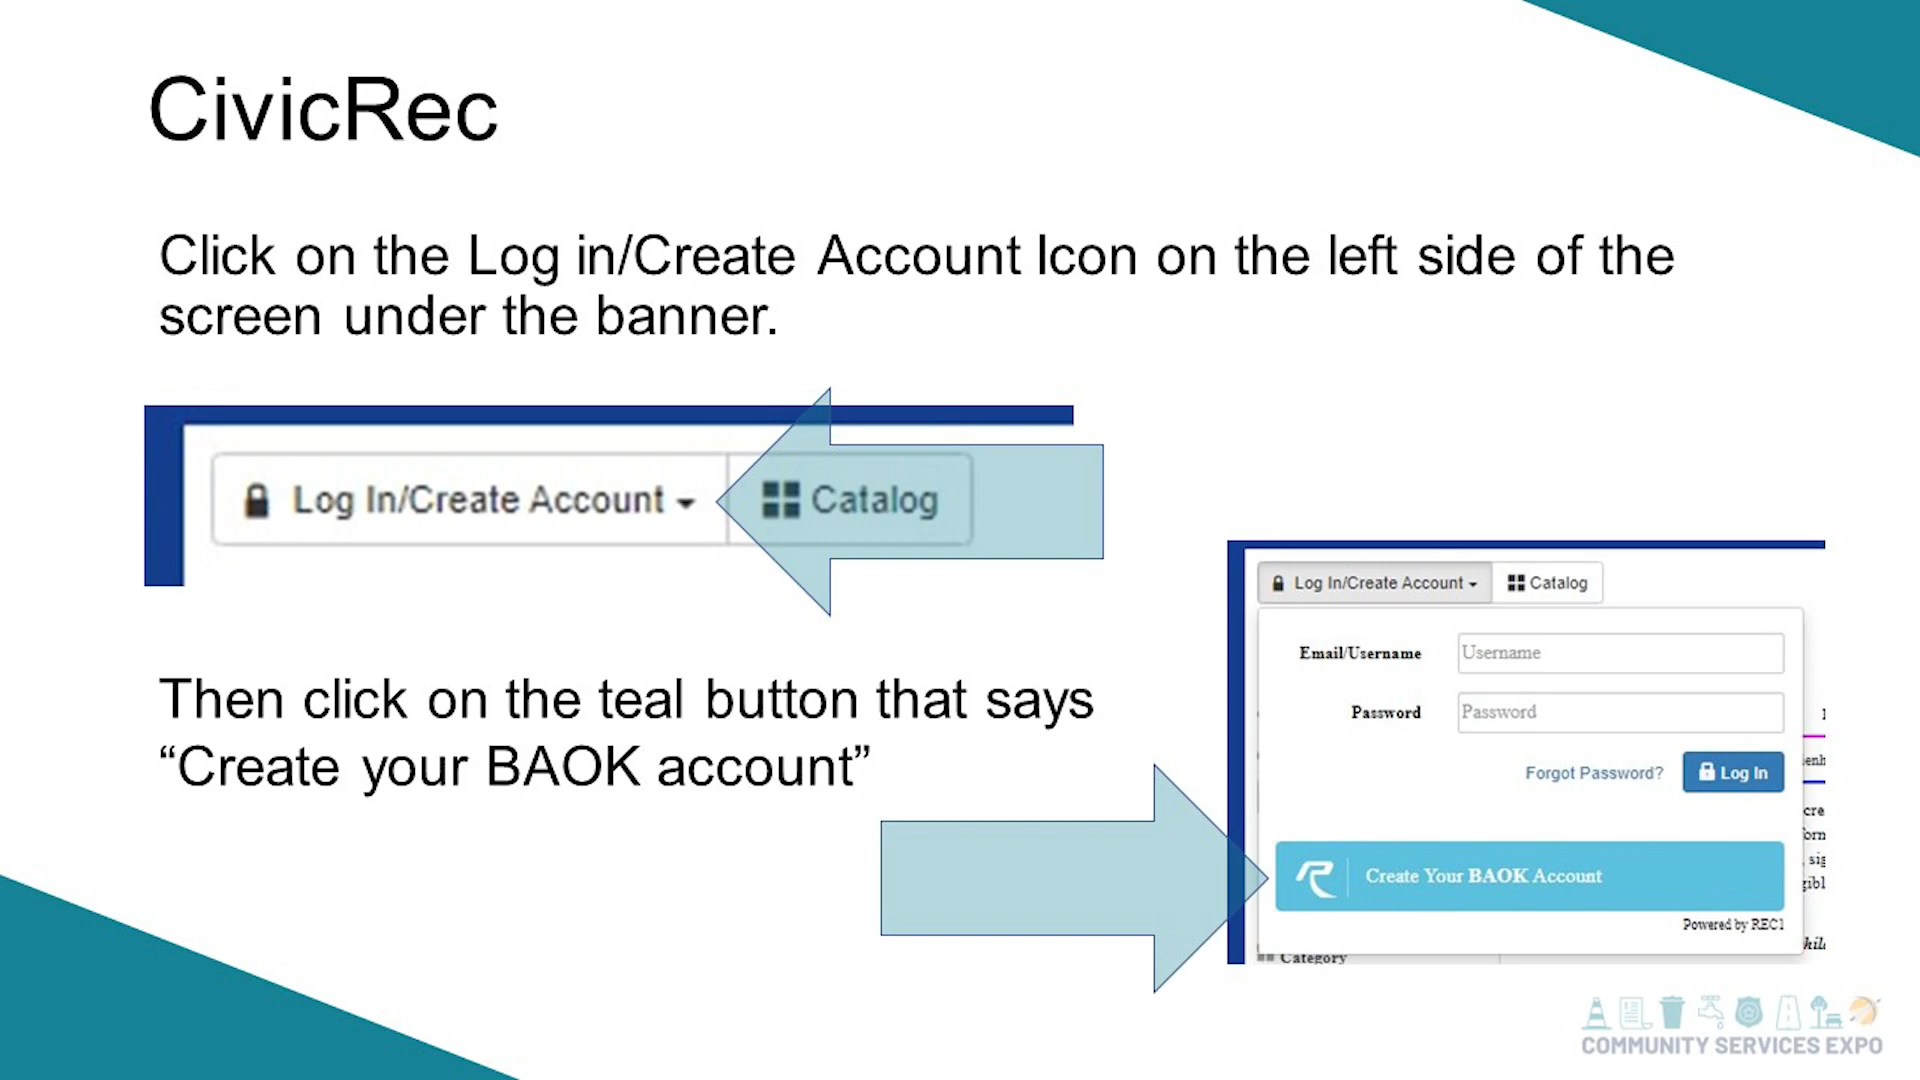 CivicRec
Click on the Log in/Create Account Icon on the left side of the
screen under the banner.
Log In/Create Account
Catalog
Then click on the teal button that says
“Create your BAOK account”
Log In/Create Account
Catalog
Email/Username
Username
Password
Password
Forgot Password?
Log In
Create Your BAOK Account
Powered by REC1
Category
COMMUNITY SERVICES EXPO